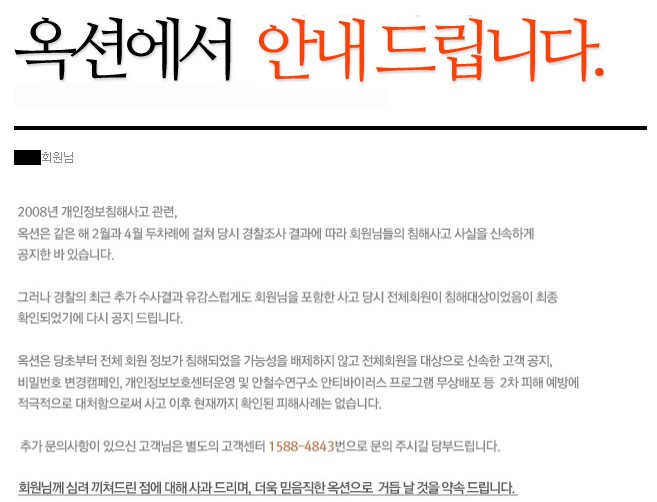 옥션에서 안내드립니다.
회원님
2008년 개인정보침해사고 관련,
옥션은 같은 해 2월과 4월 두차례에 걸쳐 당시 경찰조사 결과에 따라 회원님들의 침해사고 사실을 신속하게
공지한 바 있습니다.
그러나 경찰의 최근 추가 수사결과 유감스럽게도 회원님을 포함한 사고 당시 전체회원이 침해대상이었음이 최종
확인되었기에 다시 공지 드립니다.
옥션은 당초부터 전체 회원 정보가 침해되었을 가능성을 배제하지 않고 전체회원을 대상으로 신속한 고객 공지,
비밀번호 변경캠페인, 개인정보보호센터운영 및 안철수연구소 안티바이러스 프로그램 무상배포 등 2차 피해 예방에
적극적으로 대처함으로써 사고 이후 현재까지 확인된 피해사례는 없습니다.
추가 문의사항이 있으신 고객님은 별도의 고객센터 1588-4843번으로 문의 주시길 당부드립니다.
회원님께 심려 끼쳐드린 점에 대해 사과 드리며, 더욱 믿음직한 옥션으로 거듭 날 것을 약속 드립니다.